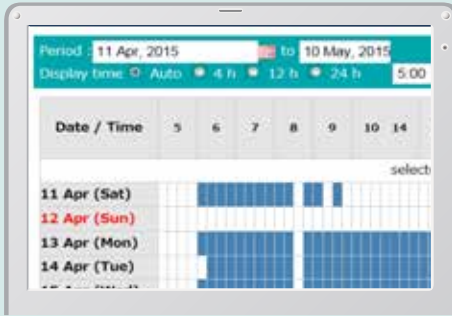 Period : 11 Apr, 2015 to 10 May, 2015
Display time Auto 4 h 12 h 24 h 5:00
Date / Time 5 6 7 8 9 10 14
11 Apr (Sat)
12 Apr (Sun)
13 Apr (Mon)
14 Apr (Tue)